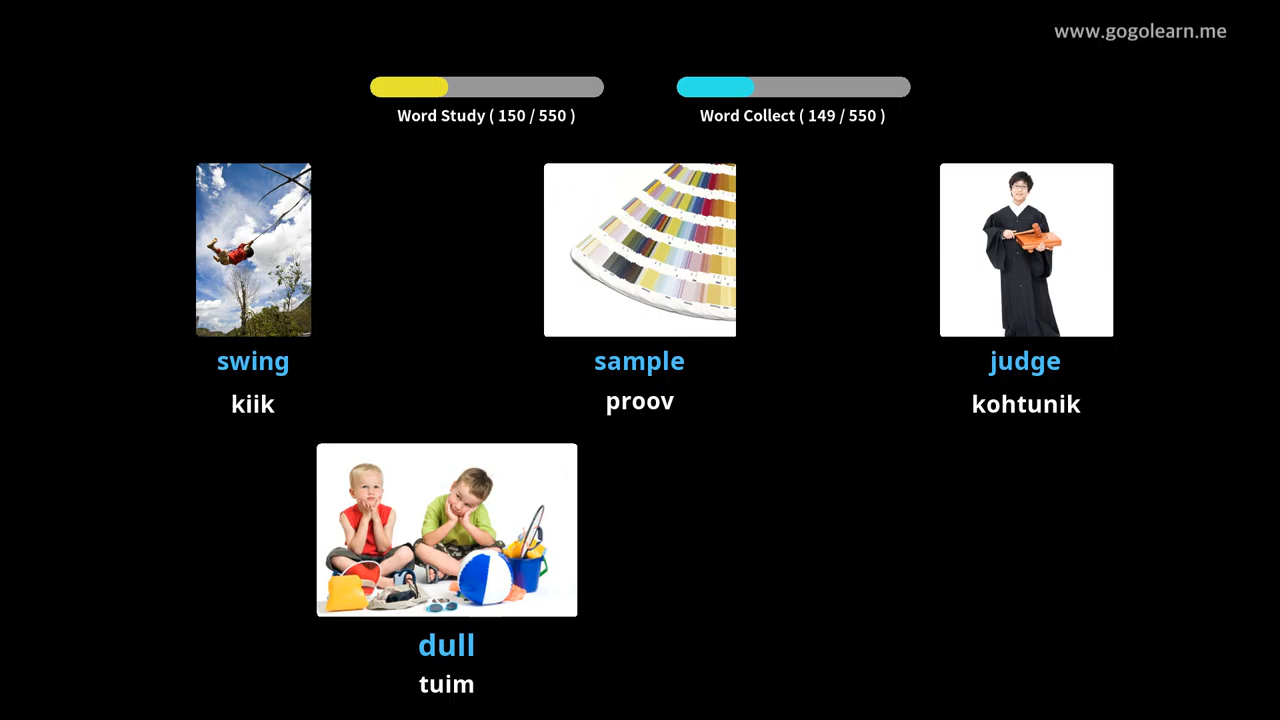 www.gogolearn.me
Word Study ( 150 / 550 )
Word Collect ( 149 / 550 )
swing
kiik
sample
proov
judge
kohtunik
dull
tuim